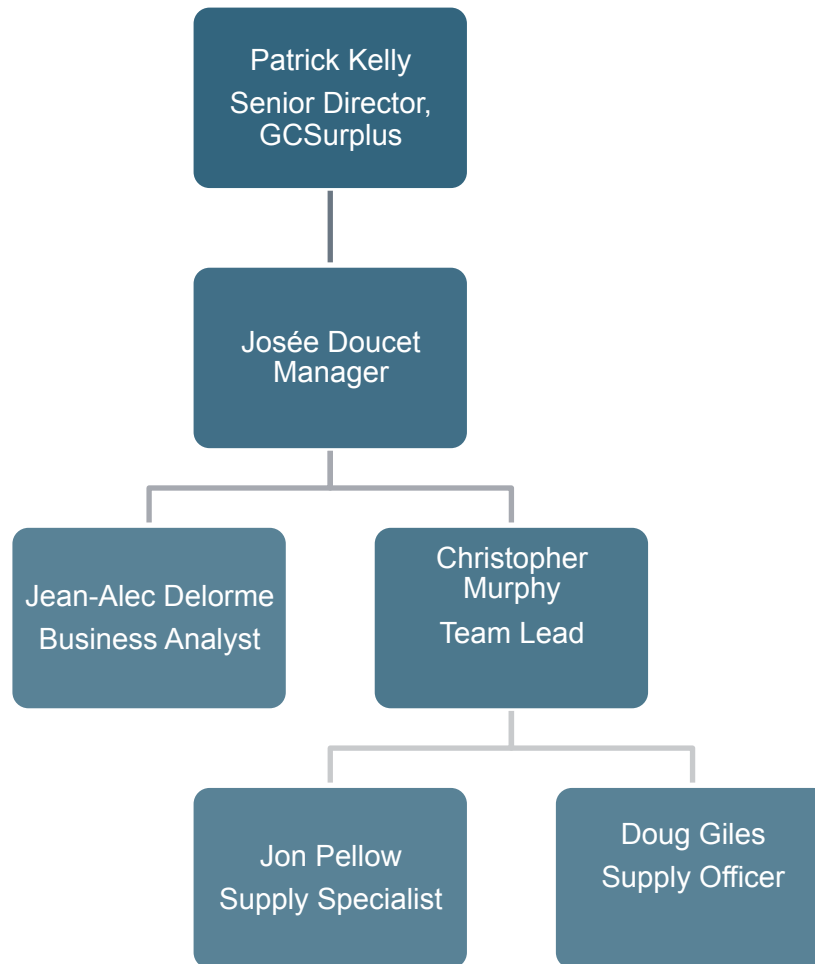 Patrick Kelly
Senior Director,
GCSurplus
Josée Doucet
Manager
Jean-Alec Delorme
Business Analyst
Christopher
Murphy
Team Lead
Jon Pellow
Supply Specialist
Doug Giles
Supply Officer